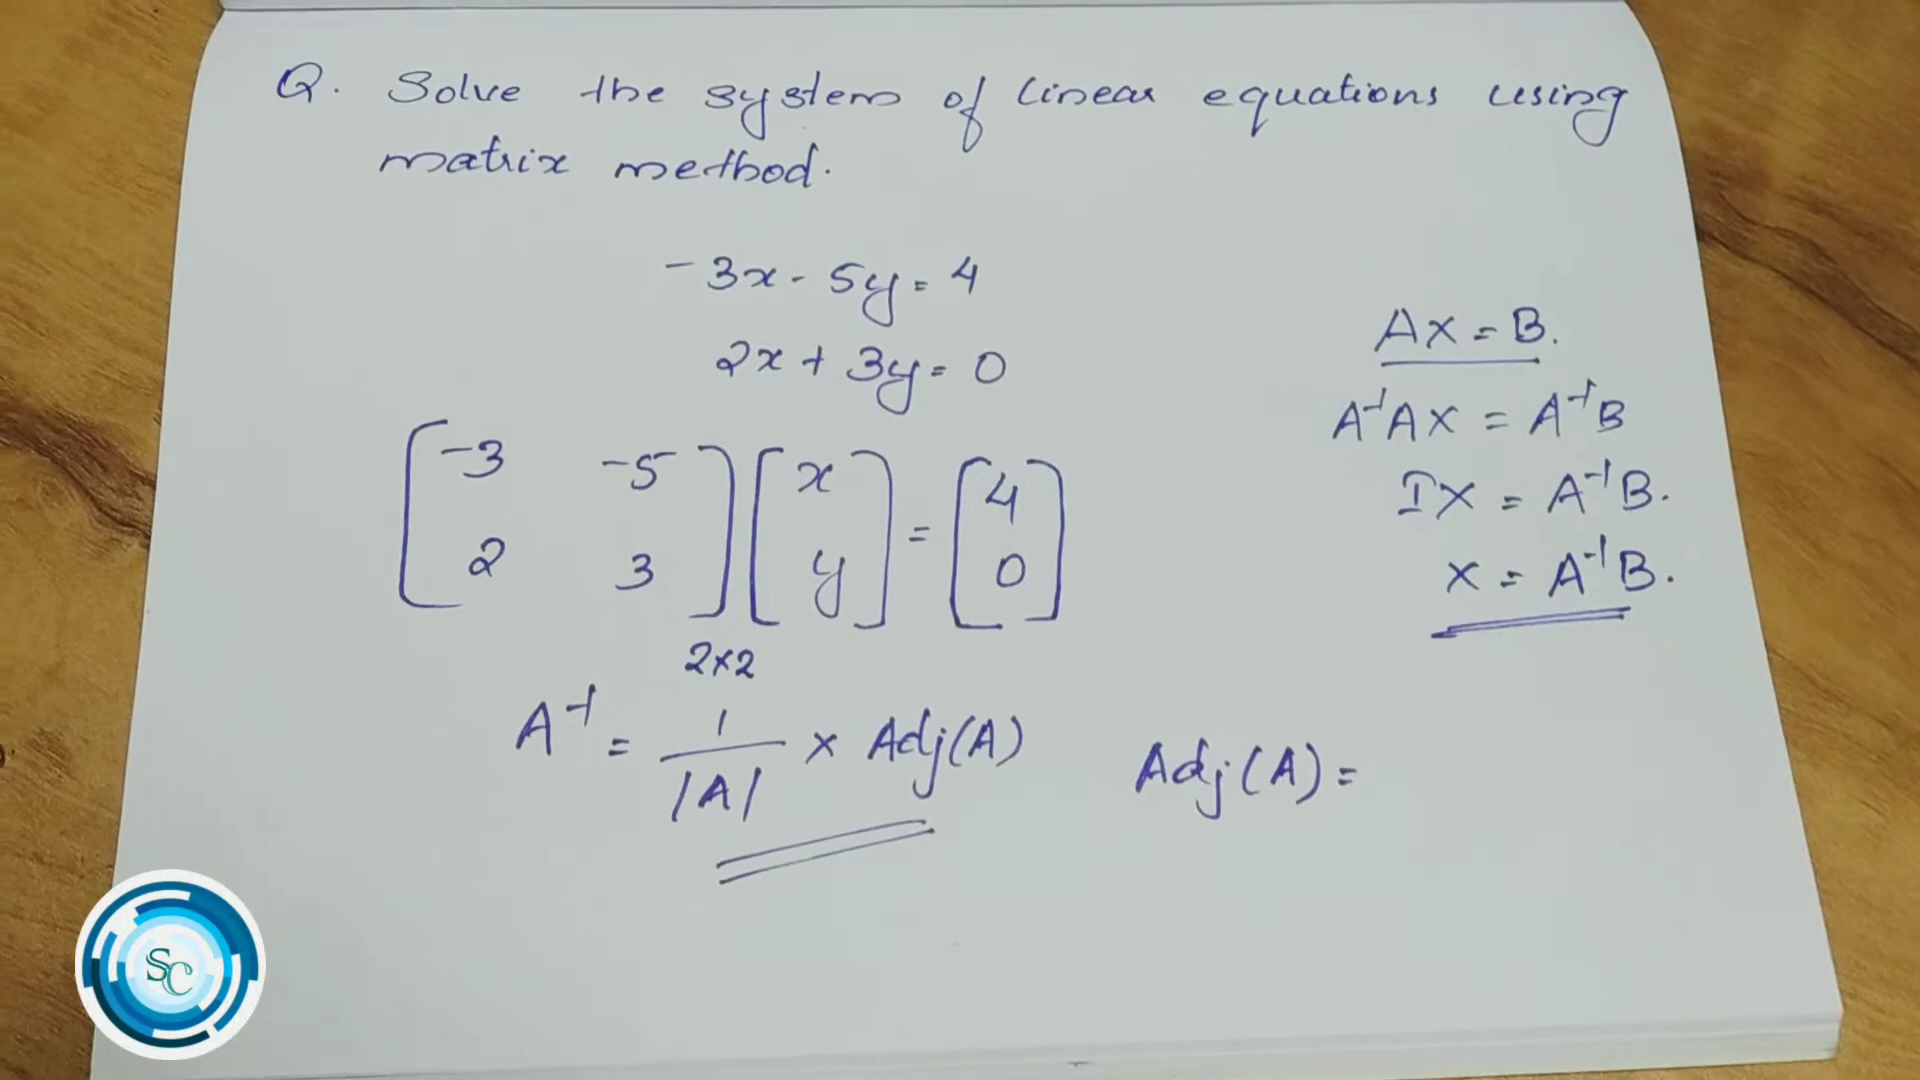 Q. Solve the system of linear equations using
matrix method.
-3x - 5y = 4
2x + 3y = 0
[-3 -5] [x] = [4]
[2 3] [y] [0]
2×2
A⁻¹ = 1/|A| × Adj(A)
Adj(A) =
AX = B.
A⁻¹AX = A⁻¹B
IX = A⁻¹B.
X = A⁻¹B.
SC